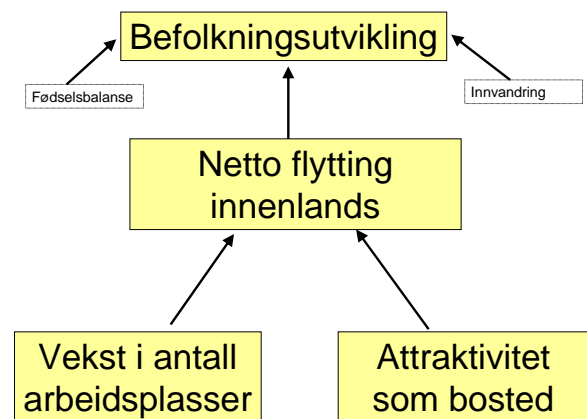 Befolkningsutvikling
Fødselsbalanse
Innvandring
Netto flytting
innenlands
Vekst i antall
arbeidsplasser
Attraktivitet
som bosted